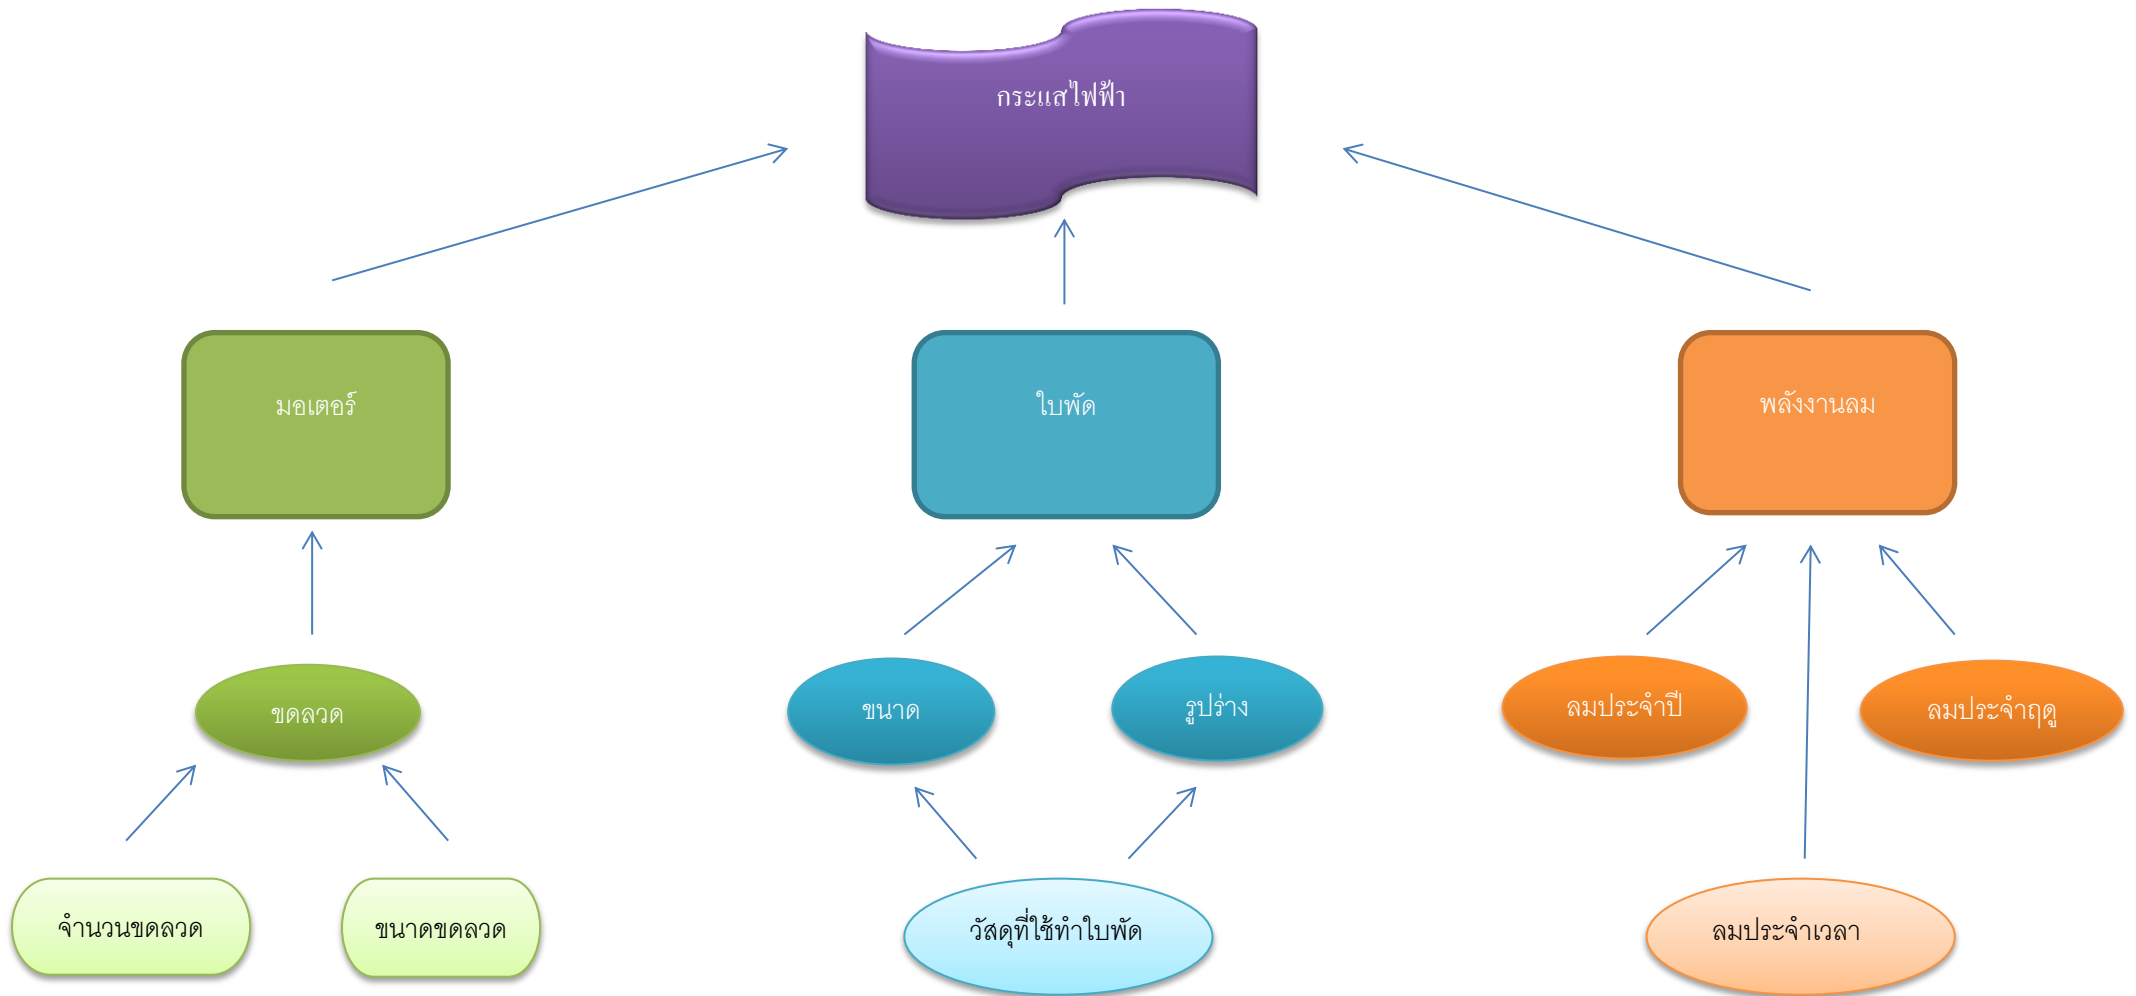 กระแสไฟฟ้า
มอเตอร์
ใบพัด
พลังงานลม
ขดลวด
ขนาด
รูปร่าง
ลมประจำปี
ลมประจำฤดู
จำนวนขดลวด
ขนาดขดลวด
วัสดุที่ใช้ทำใบพัด
ลมประจำเวลา